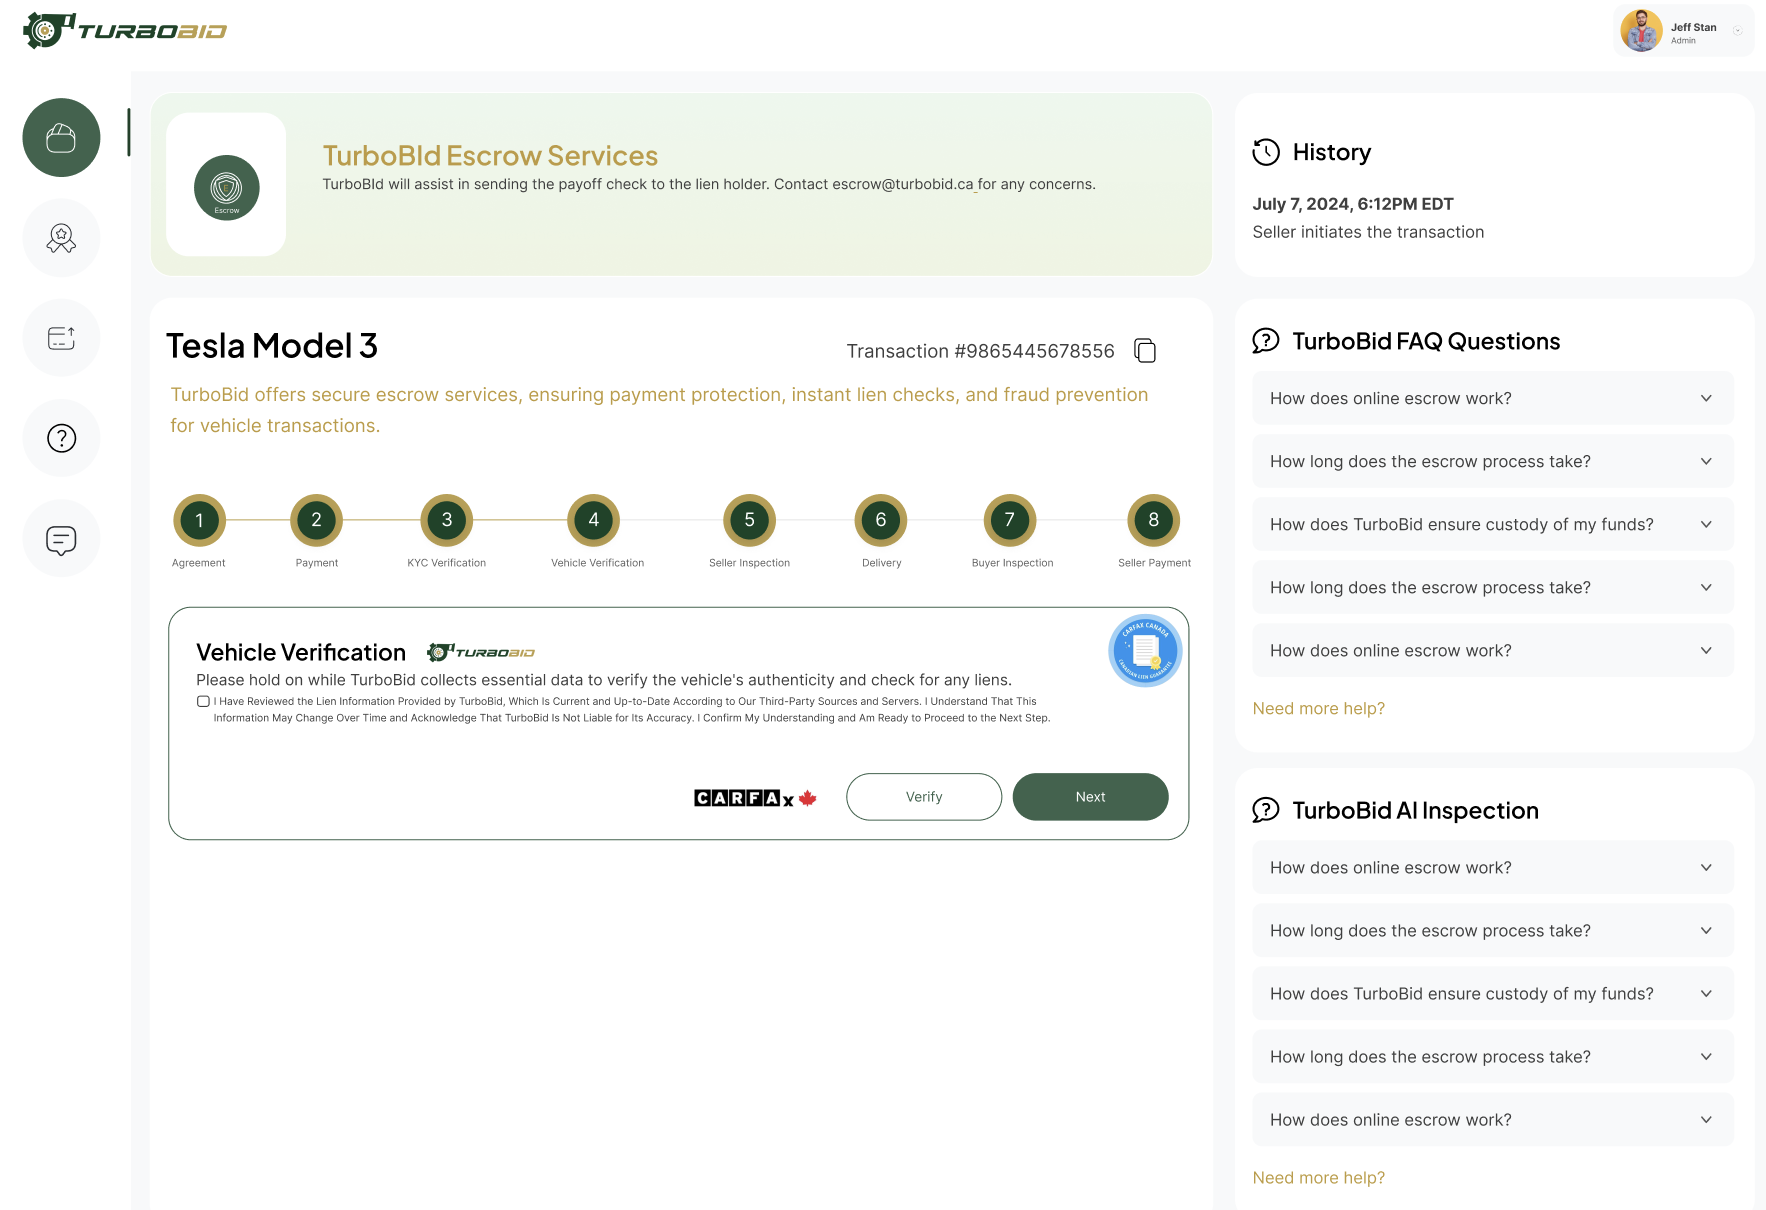 TURBOBID
Jeff Stan
Admin
TurboBId Escrow Services
TurboBId will assist in sending the payoff check to the lien holder. Contact escrow@turbobid.ca for any concerns.
E
Escrow
History
July 7, 2024, 6:12PM EDT
Seller initiates the transaction
Tesla Model 3
Transaction #9865445678556
TurboBid offers secure escrow services, ensuring payment protection, instant lien checks, and fraud prevention
for vehicle transactions.
1 2 3 4 5 6 7 8
Agreement Payment KYC Verification Vehicle Verification Seller Inspection Delivery Buyer Inspection Seller Payment
Vehicle Verification TURBOBID
CARFAX CANADA
CANADIAN LIEN GUARANTEE
Please hold on while TurboBid collects essential data to verify the vehicle's authenticity and check for any liens.
I Have Reviewed the Lien Information Provided by TurboBid, Which Is Current and Up-to-Date According to Our Third-Party Sources and Servers. I Understand That This
Information May Change Over Time and Acknowledge That TurboBid Is Not Liable for Its Accuracy. I Confirm My Understanding and Am Ready to Proceed to the Next Step.
CARFAx
Verify
Next
TurboBid FAQ Questions
How does online escrow work?
How long does the escrow process take?
How does TurboBid ensure custody of my funds?
How long does the escrow process take?
How does online escrow work?
Need more help?
TurboBid AI Inspection
How does online escrow work?
How long does the escrow process take?
How does TurboBid ensure custody of my funds?
How long does the escrow process take?
How does online escrow work?
Need more help?